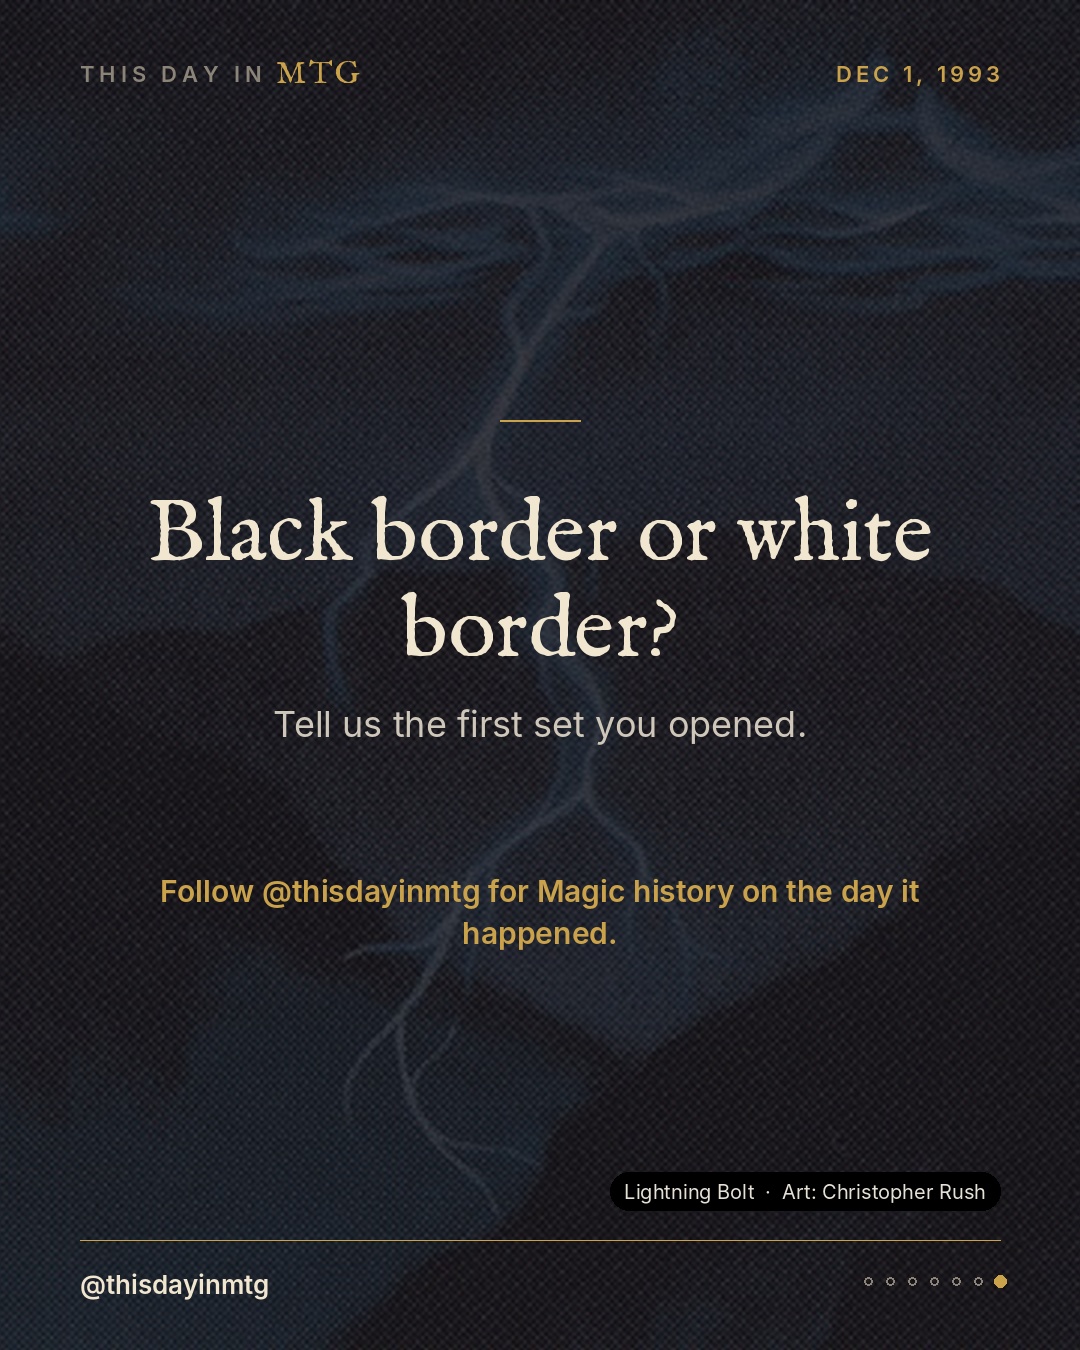 THIS DAY IN MTG
DEC 1, 1993
Black border or white
border?
Tell us the first set you opened.
Follow @thisdayinmtg for Magic history on the day it
happened.
Lightning Bolt · Art: Christopher Rush
@thisdayinmtg